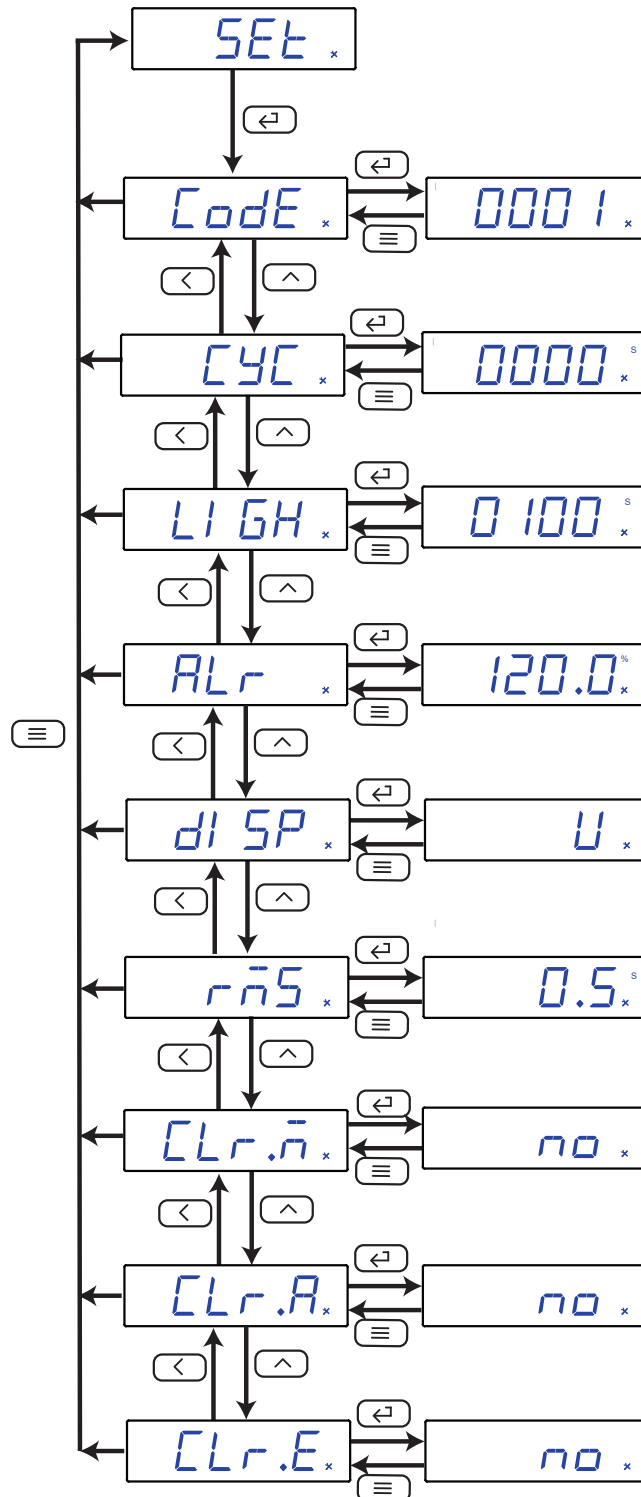 SEt
CodE
0001
CYC
0000 s
LIGH
0100 s
ALr
120.0 %
dISP
U
rmS
0.5 s
CLr.m
no
CLr.A
no
CLr.E
no